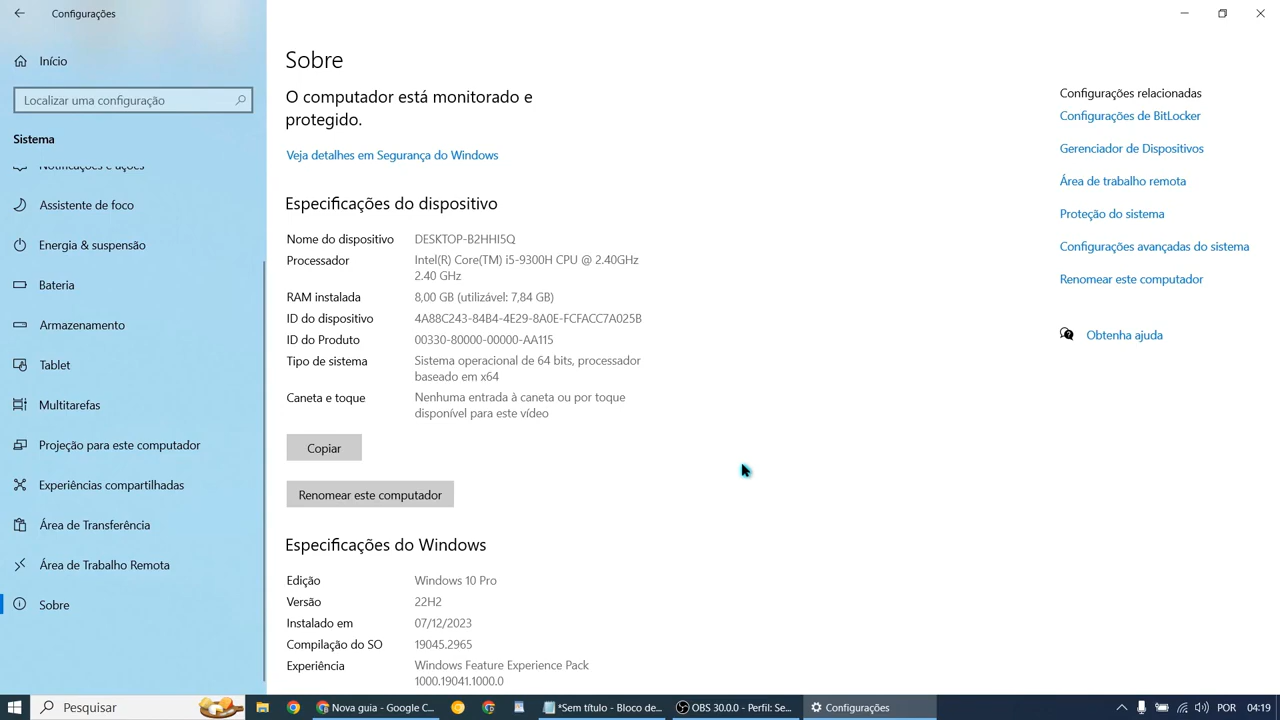 Configurações
Início
Localizar uma configuração
Sistema
Notificações e ações
Assistente de foco
Energia & suspensão
Bateria
Armazenamento
Tablet
Multitarefas
Projeção para este computador
Experiências compartilhadas
Área de Transferência
Área de Trabalho Remota
Sobre
Sobre
O computador está monitorado e
protegido.
Veja detalhes em Segurança do Windows
Especificações do dispositivo
Nome do dispositivo DESKTOP-B2HHI5Q
Processador Intel(R) Core(TM) i5-9300H CPU @ 2.40GHz
2.40 GHz
RAM instalada 8,00 GB (utilizável: 7,84 GB)
ID do dispositivo 4A88C243-84B4-4E29-8A0E-FCFACC7A025B
ID do Produto 00330-80000-00000-AA115
Tipo de sistema Sistema operacional de 64 bits, processador
baseado em x64
Caneta e toque Nenhuma entrada à caneta ou por toque
disponível para este vídeo
Copiar
Renomear este computador
Especificações do Windows
Edição Windows 10 Pro
Versão 22H2
Instalado em 07/12/2023
Compilação do SO 19045.2965
Experiência Windows Feature Experience Pack
1000.19041.1000.0
Configurações relacionadas
Configurações de BitLocker
Gerenciador de Dispositivos
Área de trabalho remota
Proteção do sistema
Configurações avançadas do sistema
Renomear este computador
Obtenha ajuda
Pesquisar
Nova guia - Google C...
*Sem título - Bloco de...
OBS 30.0.0 - Perfil: Se...
Configurações
POR
04:19